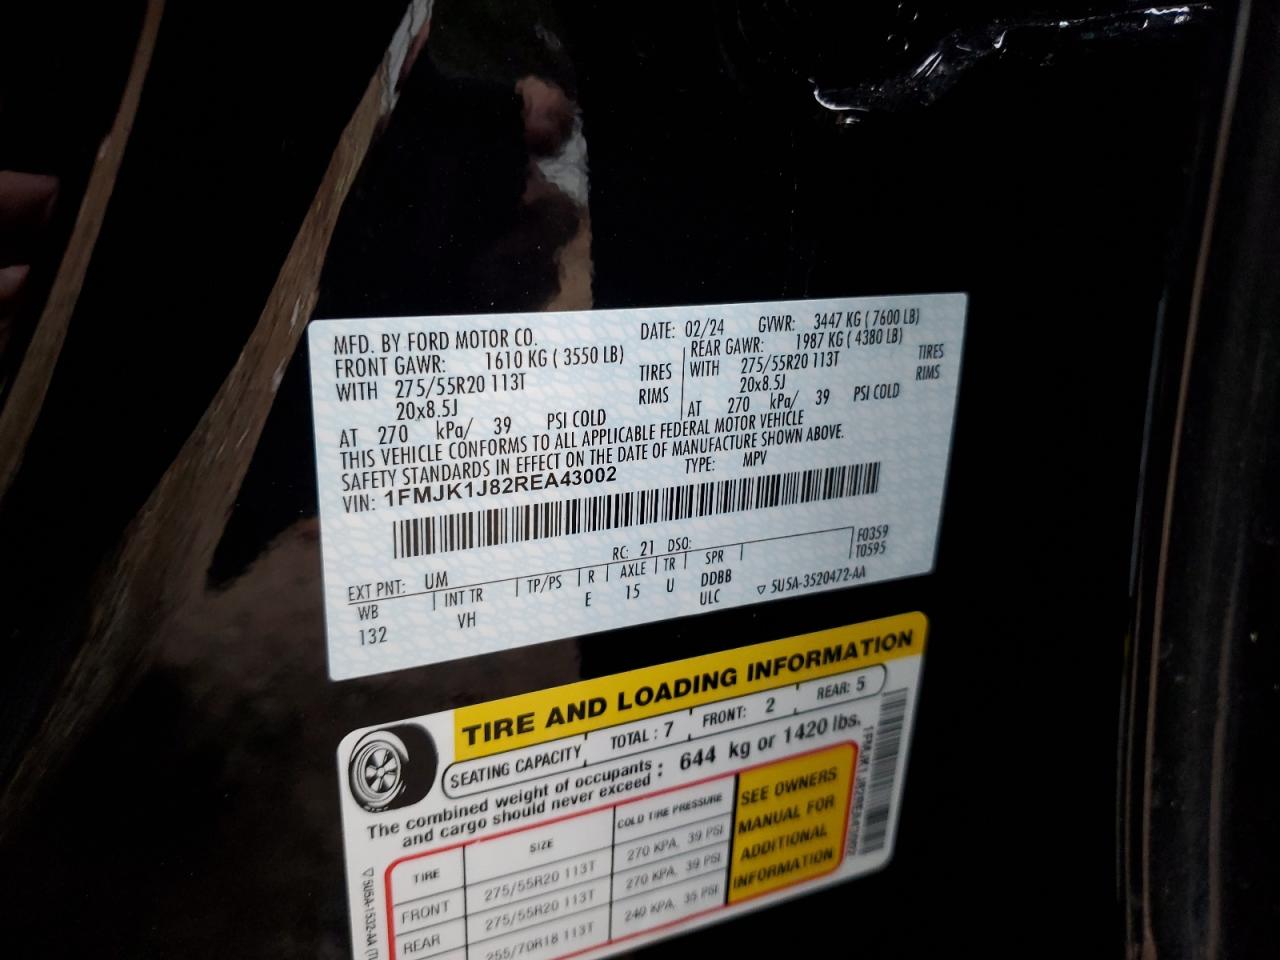 MFD. BY FORD MOTOR CO.
DATE: 02/24 GVWR: 3447 KG ( 7600 LB)
FRONT GAWR: 1610 KG ( 3550 LB)
REAR GAWR: 1987 KG ( 4380 LB)
WITH 275/55R20 113T TIRES
WITH 275/55R20 113T TIRES
20x8.5J RIMS
20x8.5J RIMS
AT 270 kPa/ 39 PSI COLD
AT 270 kPa/ 39 PSI COLD
THIS VEHICLE CONFORMS TO ALL APPLICABLE FEDERAL MOTOR VEHICLE
SAFETY STANDARDS IN EFFECT ON THE DATE OF MANUFACTURE SHOWN ABOVE.
VIN: 1FMJK1J82REA43002 TYPE: MPV
EXT PNT: UM RC: 21 DSO: F0359
T0595
WB INT TR TP/PS R AXLE TR SPR
132 VH E 15 U DDBB
ULC ▽ 5U5A-3520472-AA
TIRE AND LOADING INFORMATION
SEATING CAPACITY TOTAL : 7 FRONT: 2 REAR: 5
The combined weight of occupants
and cargo should never exceed : 644 kg or 1420 lbs.
TIRE SIZE COLD TIRE PRESSURE
FRONT 275/55R20 113T 270 KPA, 39 PSI
REAR 275/55R20 113T 270 KPA, 39 PSI
255/70R18 113T 240 KPA, 35 PSI
SEE OWNERS
MANUAL FOR
ADDITIONAL
INFORMATION
1FMJK1J82REA43002
▽ 5U5A-1532-AA